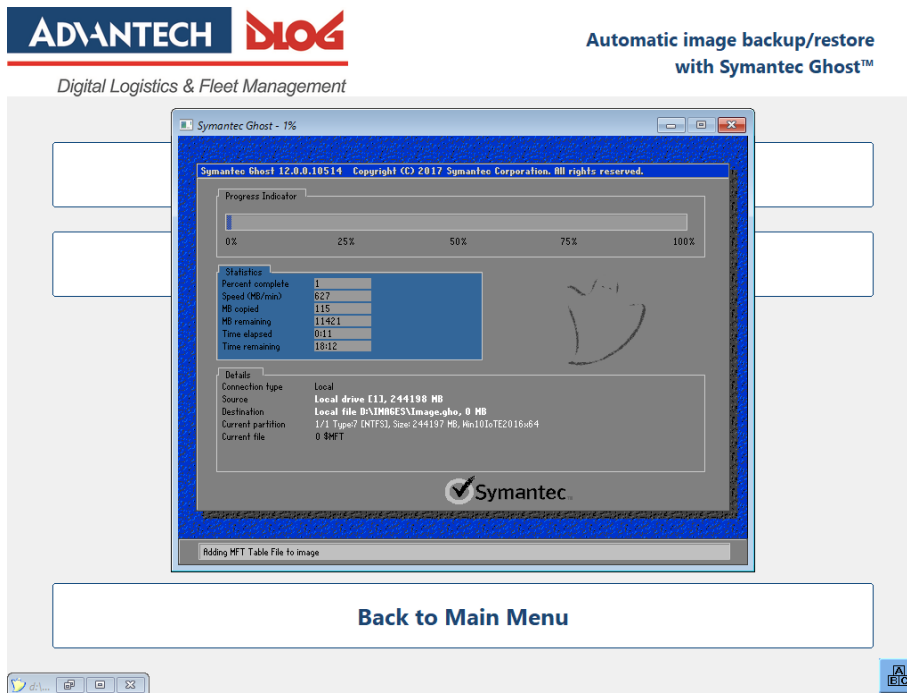 ADVANTECH DLOG
Digital Logistics & Fleet Management
Automatic image backup/restore
with Symantec Ghost™
Symantec Ghost - 1%
Symantec Ghost 12.0.0.10514 Copyright (C) 2017 Symantec Corporation. All rights reserved.
Progress Indicator
0% 25% 50% 75% 100%
Statistics
Percent complete 1
Speed (MB/min) 627
MB copied 115
MB remaining 11421
Time elapsed 0:11
Time remaining 18:12
Details
Connection type Local
Source Local drive [1], 244198 MB
Destination Local file D:\IMAGES\Image.gho, 0 MB
Current partition 1/1 Type:7 [NTFS], Size: 244197 MB, Win10IoTE2016x64
Current file 0 $MFT
Symantec™
Adding MFT Table File to image
Back to Main Menu
d:\...
A
BC